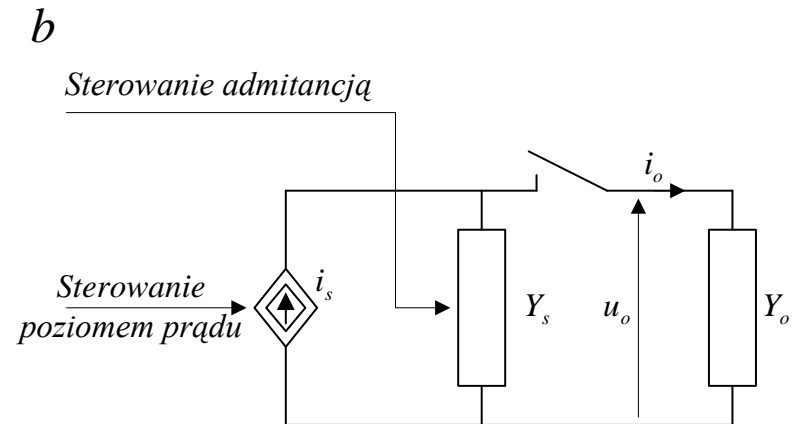 b
Sterowanie admitancją
i_o
Sterowanie
poziomem prądu
i_s
Y_s
u_o
Y_o